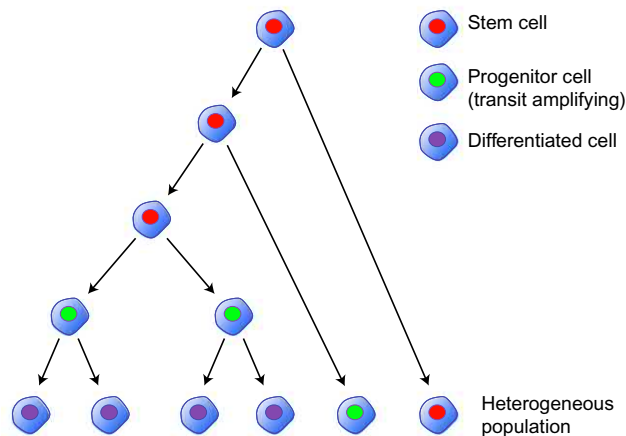 Stem cell
Progenitor cell
(transit amplifying)
Differentiated cell
Heterogeneous
population